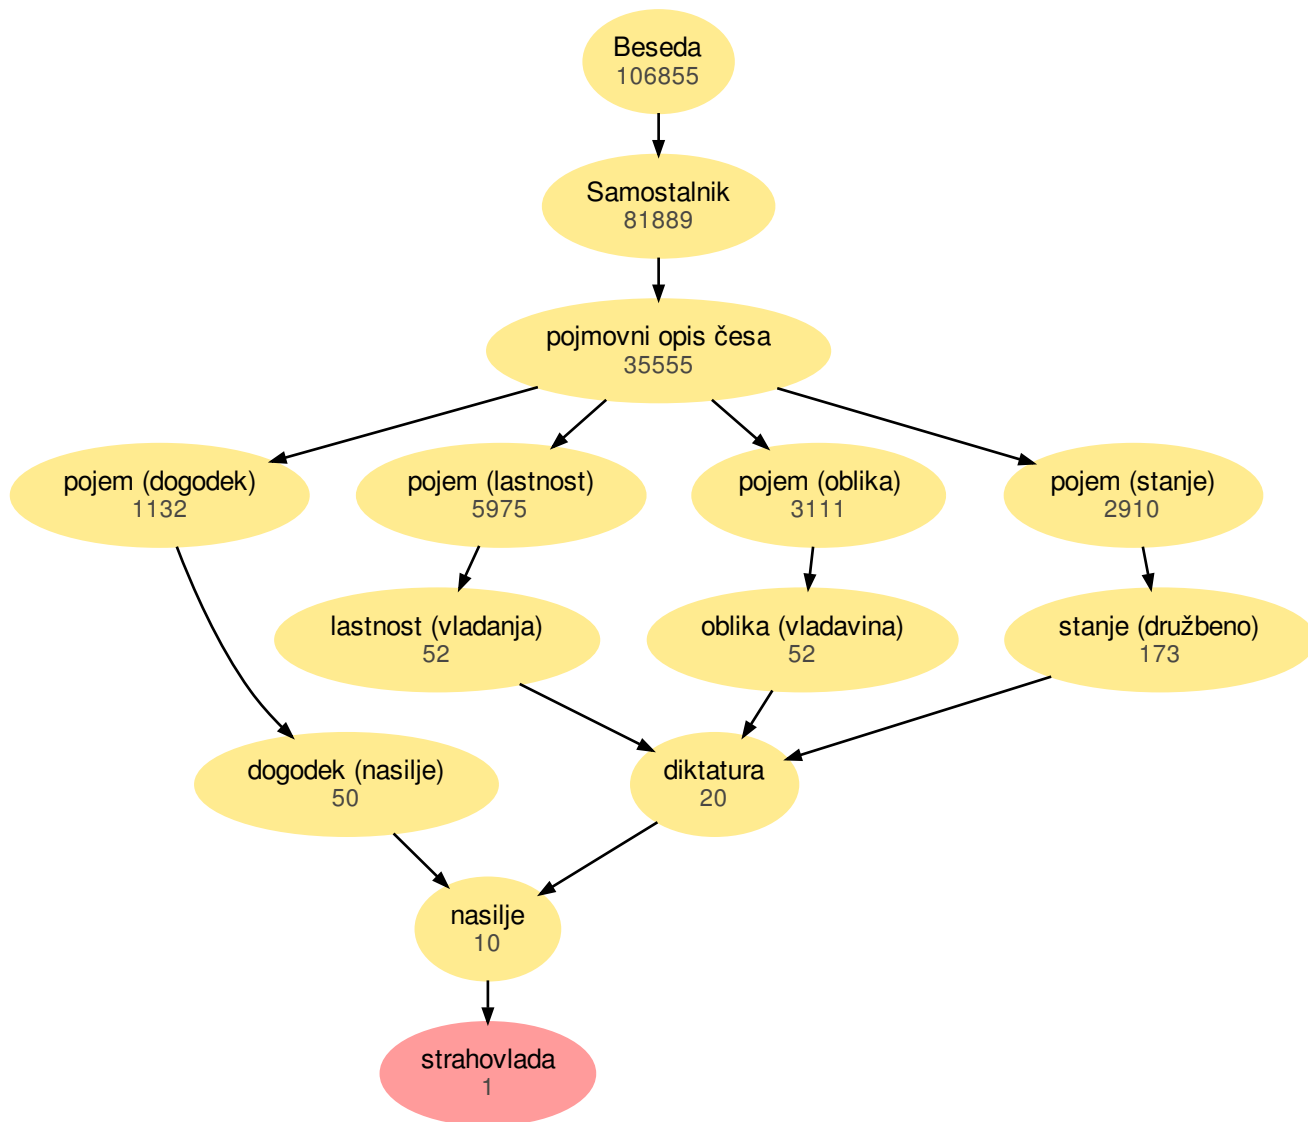 Beseda
106855
Samostalnik
81889
pojmovni opis česa
35555
pojem (dogodek)
1132
pojem (lastnost)
5975
pojem (oblika)
3111
pojem (stanje)
2910
lastnost (vladanja)
52
oblika (vladavina)
52
stanje (družbeno)
173
dogodek (nasilje)
50
diktatura
20
nasilje
10
strahovlada
1